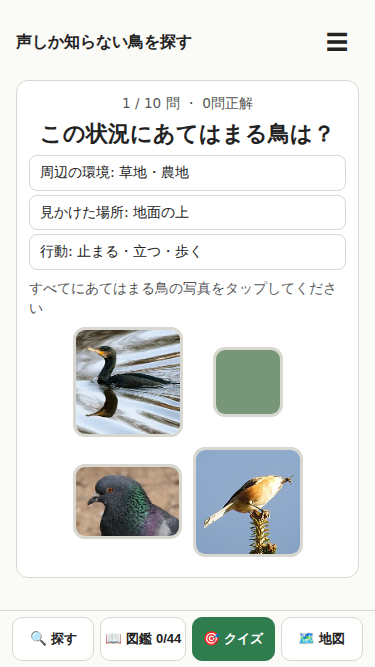 声しか知らない鳥を探す
1 / 10 問 ・ 0問正解
この状況にあてはまる鳥は？
周辺の環境: 草地・農地
見かけた場所: 地面の上
行動: 止まる・立つ・歩く
すべてにあてはまる鳥の写真をタップしてくださ
い
🔍 探す
📖 図鑑 0/44
🎯 クイズ
🗺️ 地図